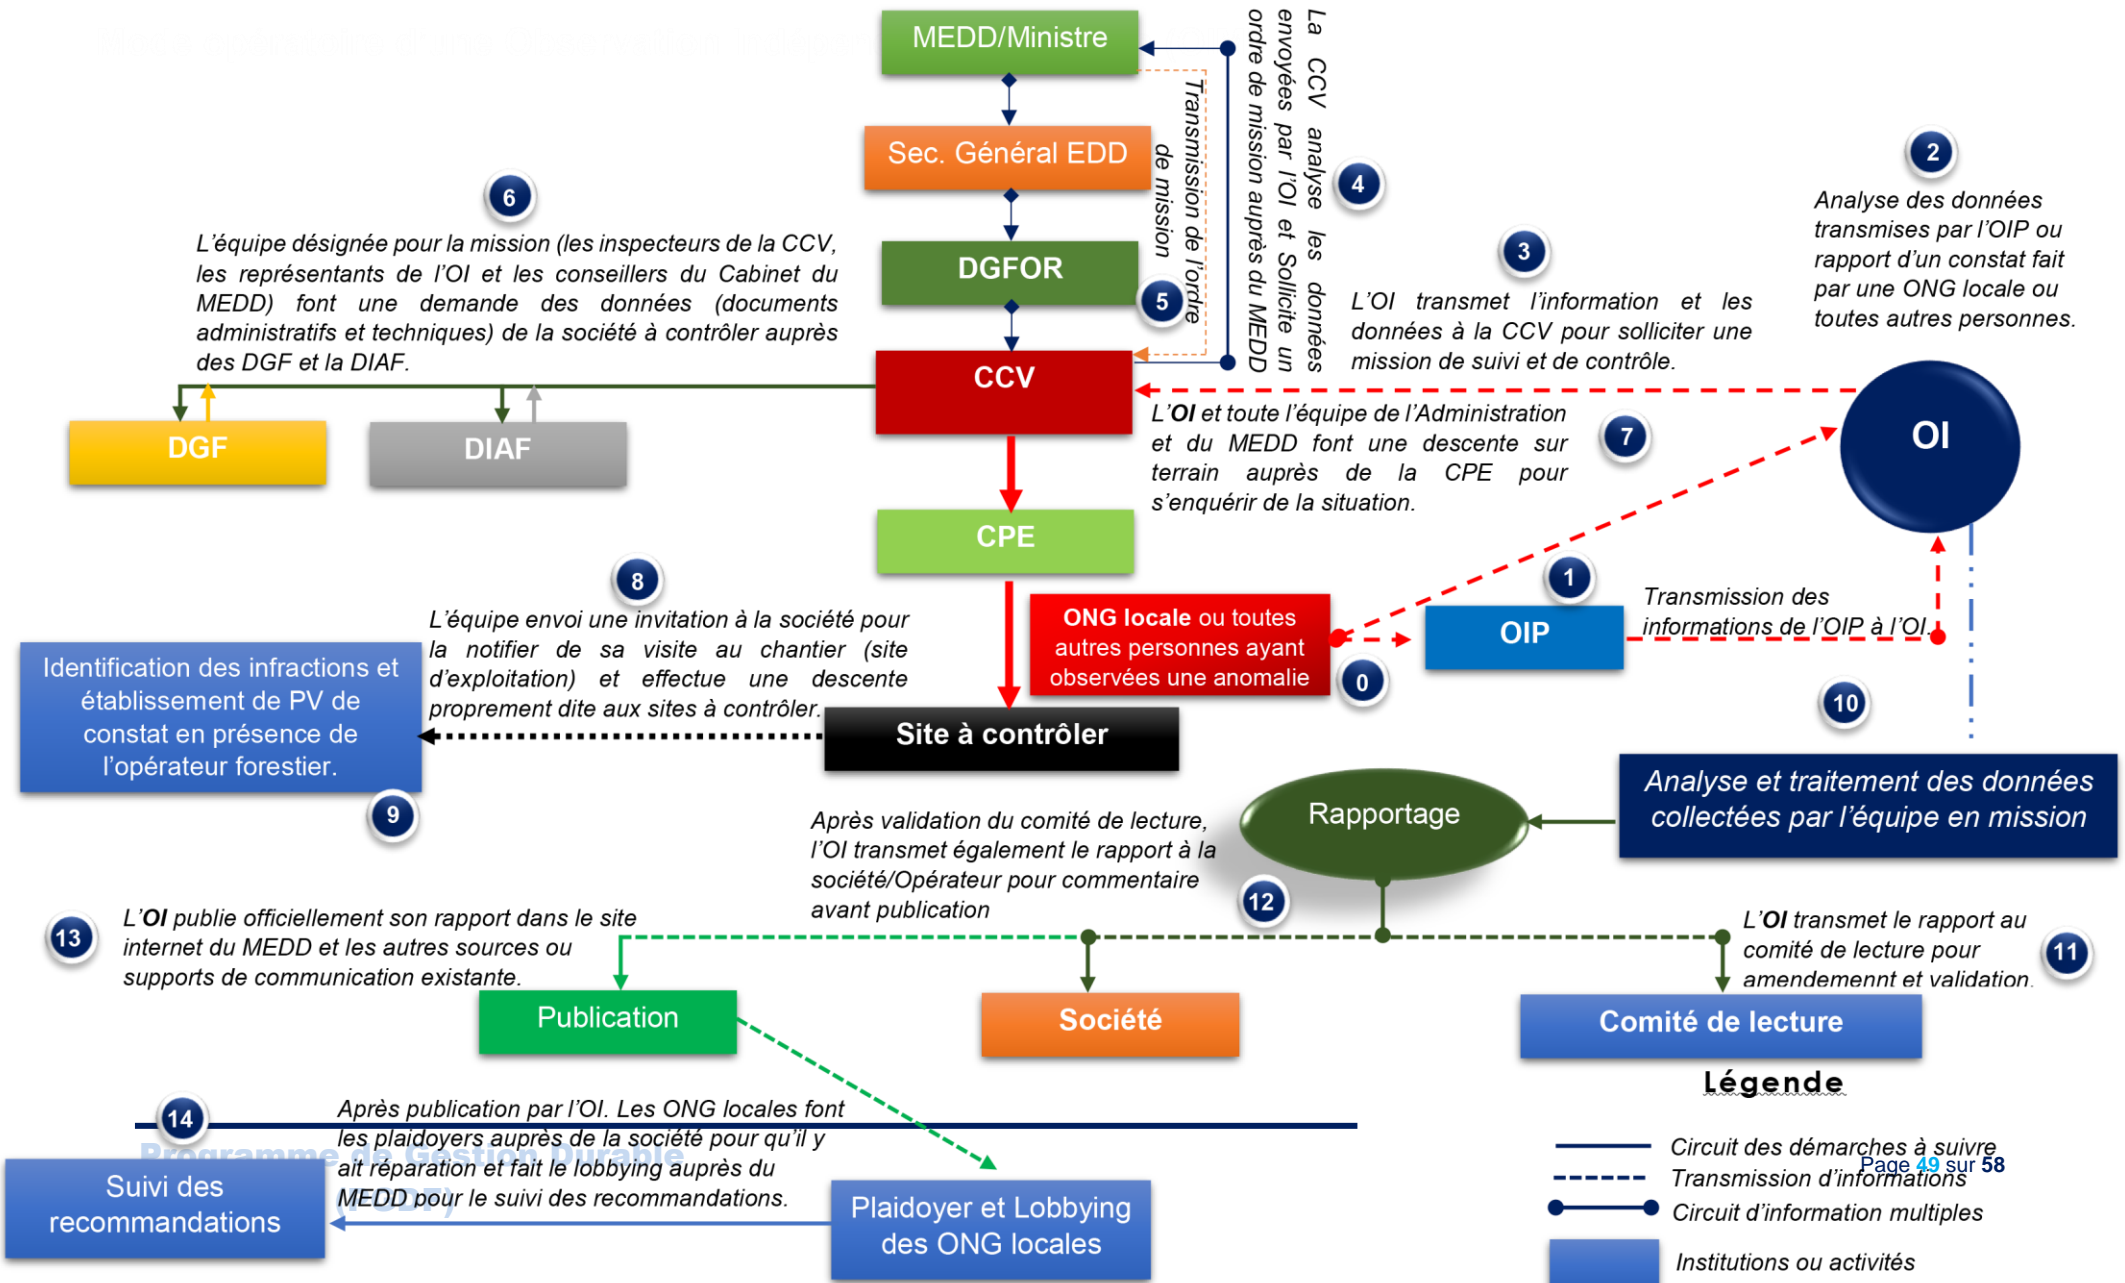 MEDD/Ministre
Sec. Général EDD
DGFOR
CCV
Transmission de l'ordre
de mission
5
La CCV analyse les données
envoyées par l'OI et Sollicite un
ordre de mission auprès du MEDD
4
2
Analyse des données
transmises par l'OIP ou
rapport d'un constat fait
par une ONG locale ou
toutes autres personnes.
3
L'OI transmet l'information et les
données à la CCV pour solliciter une
mission de suivi et de contrôle.
6
L'équipe désignée pour la mission (les inspecteurs de la CCV,
les représentants de l'OI et les conseillers du Cabinet du
MEDD) font une demande des données (documents
administratifs et techniques) de la société à contrôler auprès
des DGF et la DIAF.
DGF
DIAF
OI
L'OI et toute l'équipe de l'Administration
et du MEDD font une descente sur
terrain auprès de la CPE pour
s'enquérir de la situation.
7
CPE
8
L'équipe envoi une invitation à la société pour
la notifier de sa visite au chantier (site
d'exploitation) et effectue une descente
proprement dite aux sites à contrôler.
ONG locale ou toutes
autres personnes ayant
observées une anomalie
0
1
OIP
Transmission des
informations de l'OIP à l'OI.
Identification des infractions et
établissement de PV de
constat en présence de
l'opérateur forestier.
9
Site à contrôler
10
Analyse et traitement des données
collectées par l'équipe en mission
Rapportage
Après validation du comité de lecture,
l'OI transmet également le rapport à la
société/Opérateur pour commentaire
avant publication
12
13
L'OI publie officiellement son rapport dans le site
internet du MEDD et les autres sources ou
supports de communication existante.
L'OI transmet le rapport au
comité de lecture pour
amendemennt et validation.
11
Publication
Société
Comité de lecture
14
Après publication par l'OI. Les ONG locales font
les plaidoyers auprès de la société pour qu'il y
ait réparation et fait le lobbying auprès du
MEDD pour le suivi des recommandations.
Programme de Gestion Durable
(PGDF)
Suivi des
recommandations
Plaidoyer et Lobbying
des ONG locales
Légende
Circuit des démarches à suivre
Page 49 sur 58
Transmission d'informations
Circuit d'information multiples
Institutions ou activités